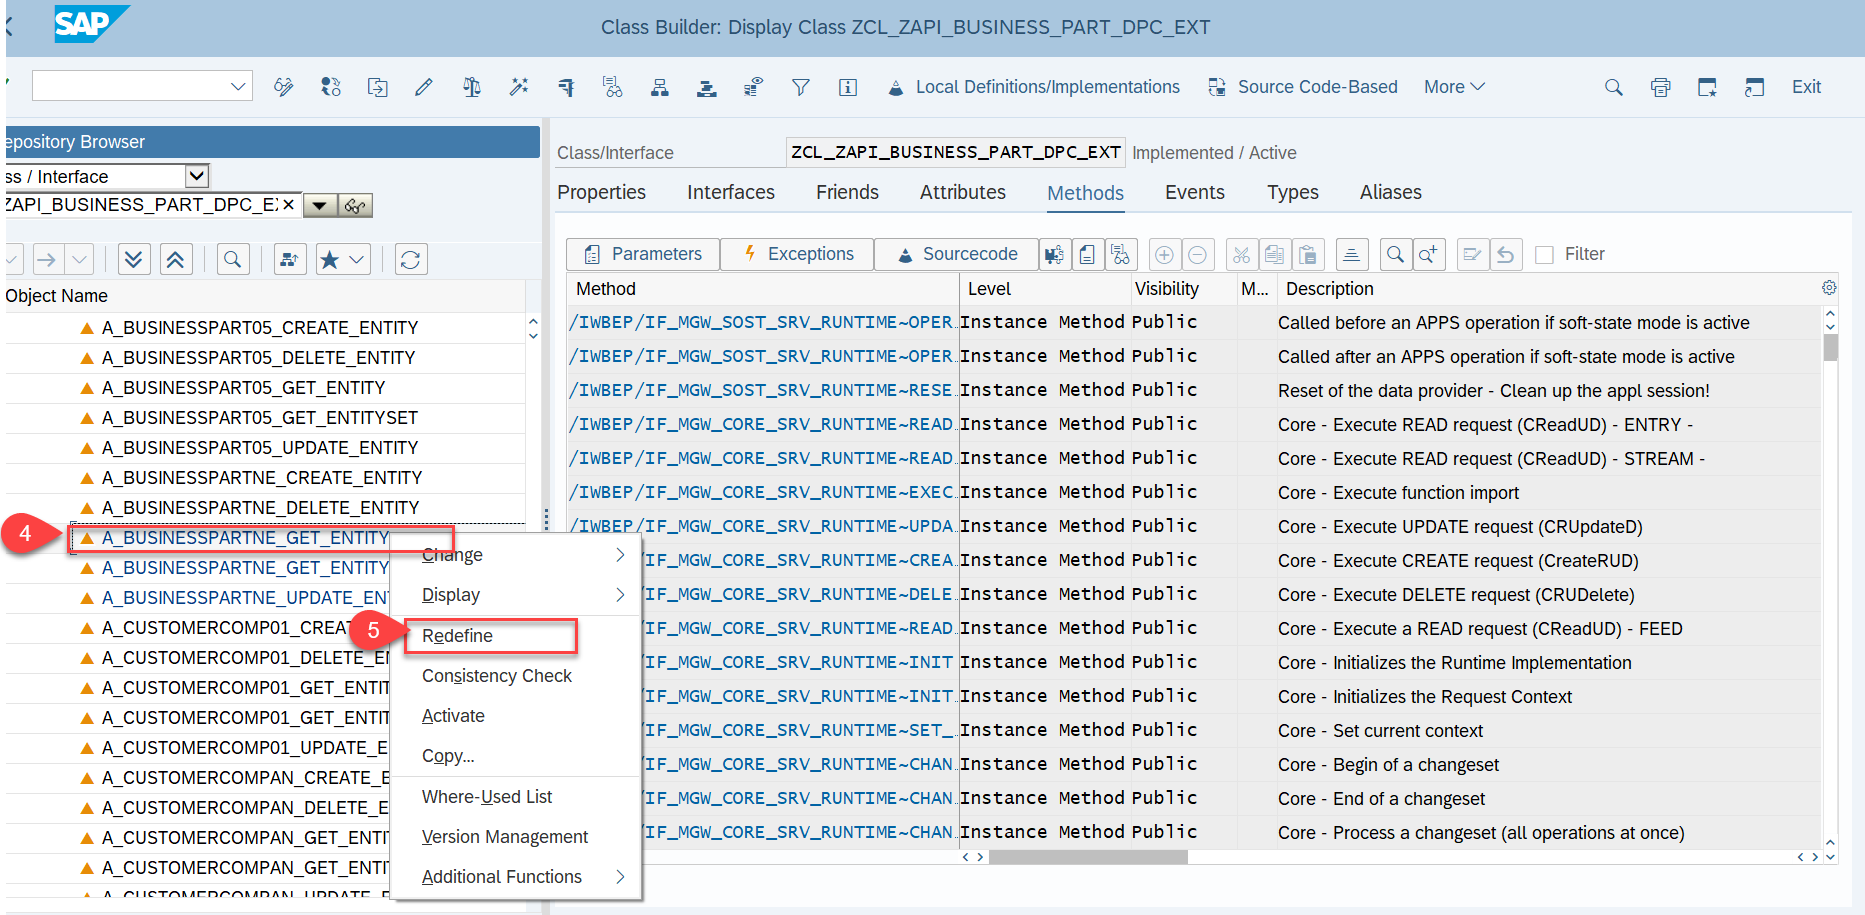 SAP
Class Builder: Display Class ZCL_ZAPI_BUSINESS_PART_DPC_EXT
Local Definitions/Implementations
Source Code-Based
More
Exit
epository Browser
ss / Interface
ZAPI_BUSINESS_PART_DPC_E
Object Name
A_BUSINESSPART05_CREATE_ENTITY
A_BUSINESSPART05_DELETE_ENTITY
A_BUSINESSPART05_GET_ENTITY
A_BUSINESSPART05_GET_ENTITYSET
A_BUSINESSPART05_UPDATE_ENTITY
A_BUSINESSPARTNE_CREATE_ENTITY
A_BUSINESSPARTNE_DELETE_ENTITY
4
A_BUSINESSPARTNE_GET_ENTITY
A_BUSINESSPARTNE_GET_ENTITY
A_BUSINESSPARTNE_UPDATE_ENT
A_CUSTOMERCOMP01_CREAT
A_CUSTOMERCOMP01_DELETE_EN
A_CUSTOMERCOMP01_GET_ENTIT
A_CUSTOMERCOMP01_GET_ENTIT
A_CUSTOMERCOMP01_UPDATE_E
A_CUSTOMERCOMPAN_CREATE_E
A_CUSTOMERCOMPAN_DELETE_E
A_CUSTOMERCOMPAN_GET_ENTI
A_CUSTOMERCOMPAN_GET_ENTI
A_CUSTOMERCOMPAN_UPDATE_E
Change
Display
5
Redefine
Consistency Check
Activate
Copy...
Where-Used List
Version Management
Additional Functions
Class/Interface
ZCL_ZAPI_BUSINESS_PART_DPC_EXT
Implemented / Active
Properties
Interfaces
Friends
Attributes
Methods
Events
Types
Aliases
Parameters
Exceptions
Sourcecode
Filter
Method Level Visibility M... Description
/IWBEP/IF_MGW_SOST_SRV_RUNTIME~OPER.. Instance Method Public Called before an APPS operation if soft-state mode is active
/IWBEP/IF_MGW_SOST_SRV_RUNTIME~OPER.. Instance Method Public Called after an APPS operation if soft-state mode is active
/IWBEP/IF_MGW_SOST_SRV_RUNTIME~RESE.. Instance Method Public Reset of the data provider - Clean up the appl session!
/IWBEP/IF_MGW_CORE_SRV_RUNTIME~READ.. Instance Method Public Core - Execute READ request (CReadUD) - ENTRY -
/IWBEP/IF_MGW_CORE_SRV_RUNTIME~READ.. Instance Method Public Core - Execute READ request (CReadUD) - STREAM -
/IWBEP/IF_MGW_CORE_SRV_RUNTIME~EXEC.. Instance Method Public Core - Execute function import
/IWBEP/IF_MGW_CORE_SRV_RUNTIME~UPDA.. Instance Method Public Core - Execute UPDATE request (CRUpdateD)
/IF_MGW_CORE_SRV_RUNTIME~CREA.. Instance Method Public Core - Execute CREATE request (CreateRUD)
/IF_MGW_CORE_SRV_RUNTIME~DELE.. Instance Method Public Core - Execute DELETE request (CRUDelete)
/IF_MGW_CORE_SRV_RUNTIME~READ.. Instance Method Public Core - Execute a READ request (CReadUD) - FEED
/IF_MGW_CORE_SRV_RUNTIME~INIT Instance Method Public Core - Initializes the Runtime Implementation
/IF_MGW_CORE_SRV_RUNTIME~INIT.. Instance Method Public Core - Initializes the Request Context
/IF_MGW_CORE_SRV_RUNTIME~SET_.. Instance Method Public Core - Set current context
/IF_MGW_CORE_SRV_RUNTIME~CHAN.. Instance Method Public Core - Begin of a changeset
/IF_MGW_CORE_SRV_RUNTIME~CHAN.. Instance Method Public Core - End of a changeset
/IF_MGW_CORE_SRV_RUNTIME~CHAN.. Instance Method Public Core - Process a changeset (all operations at once)